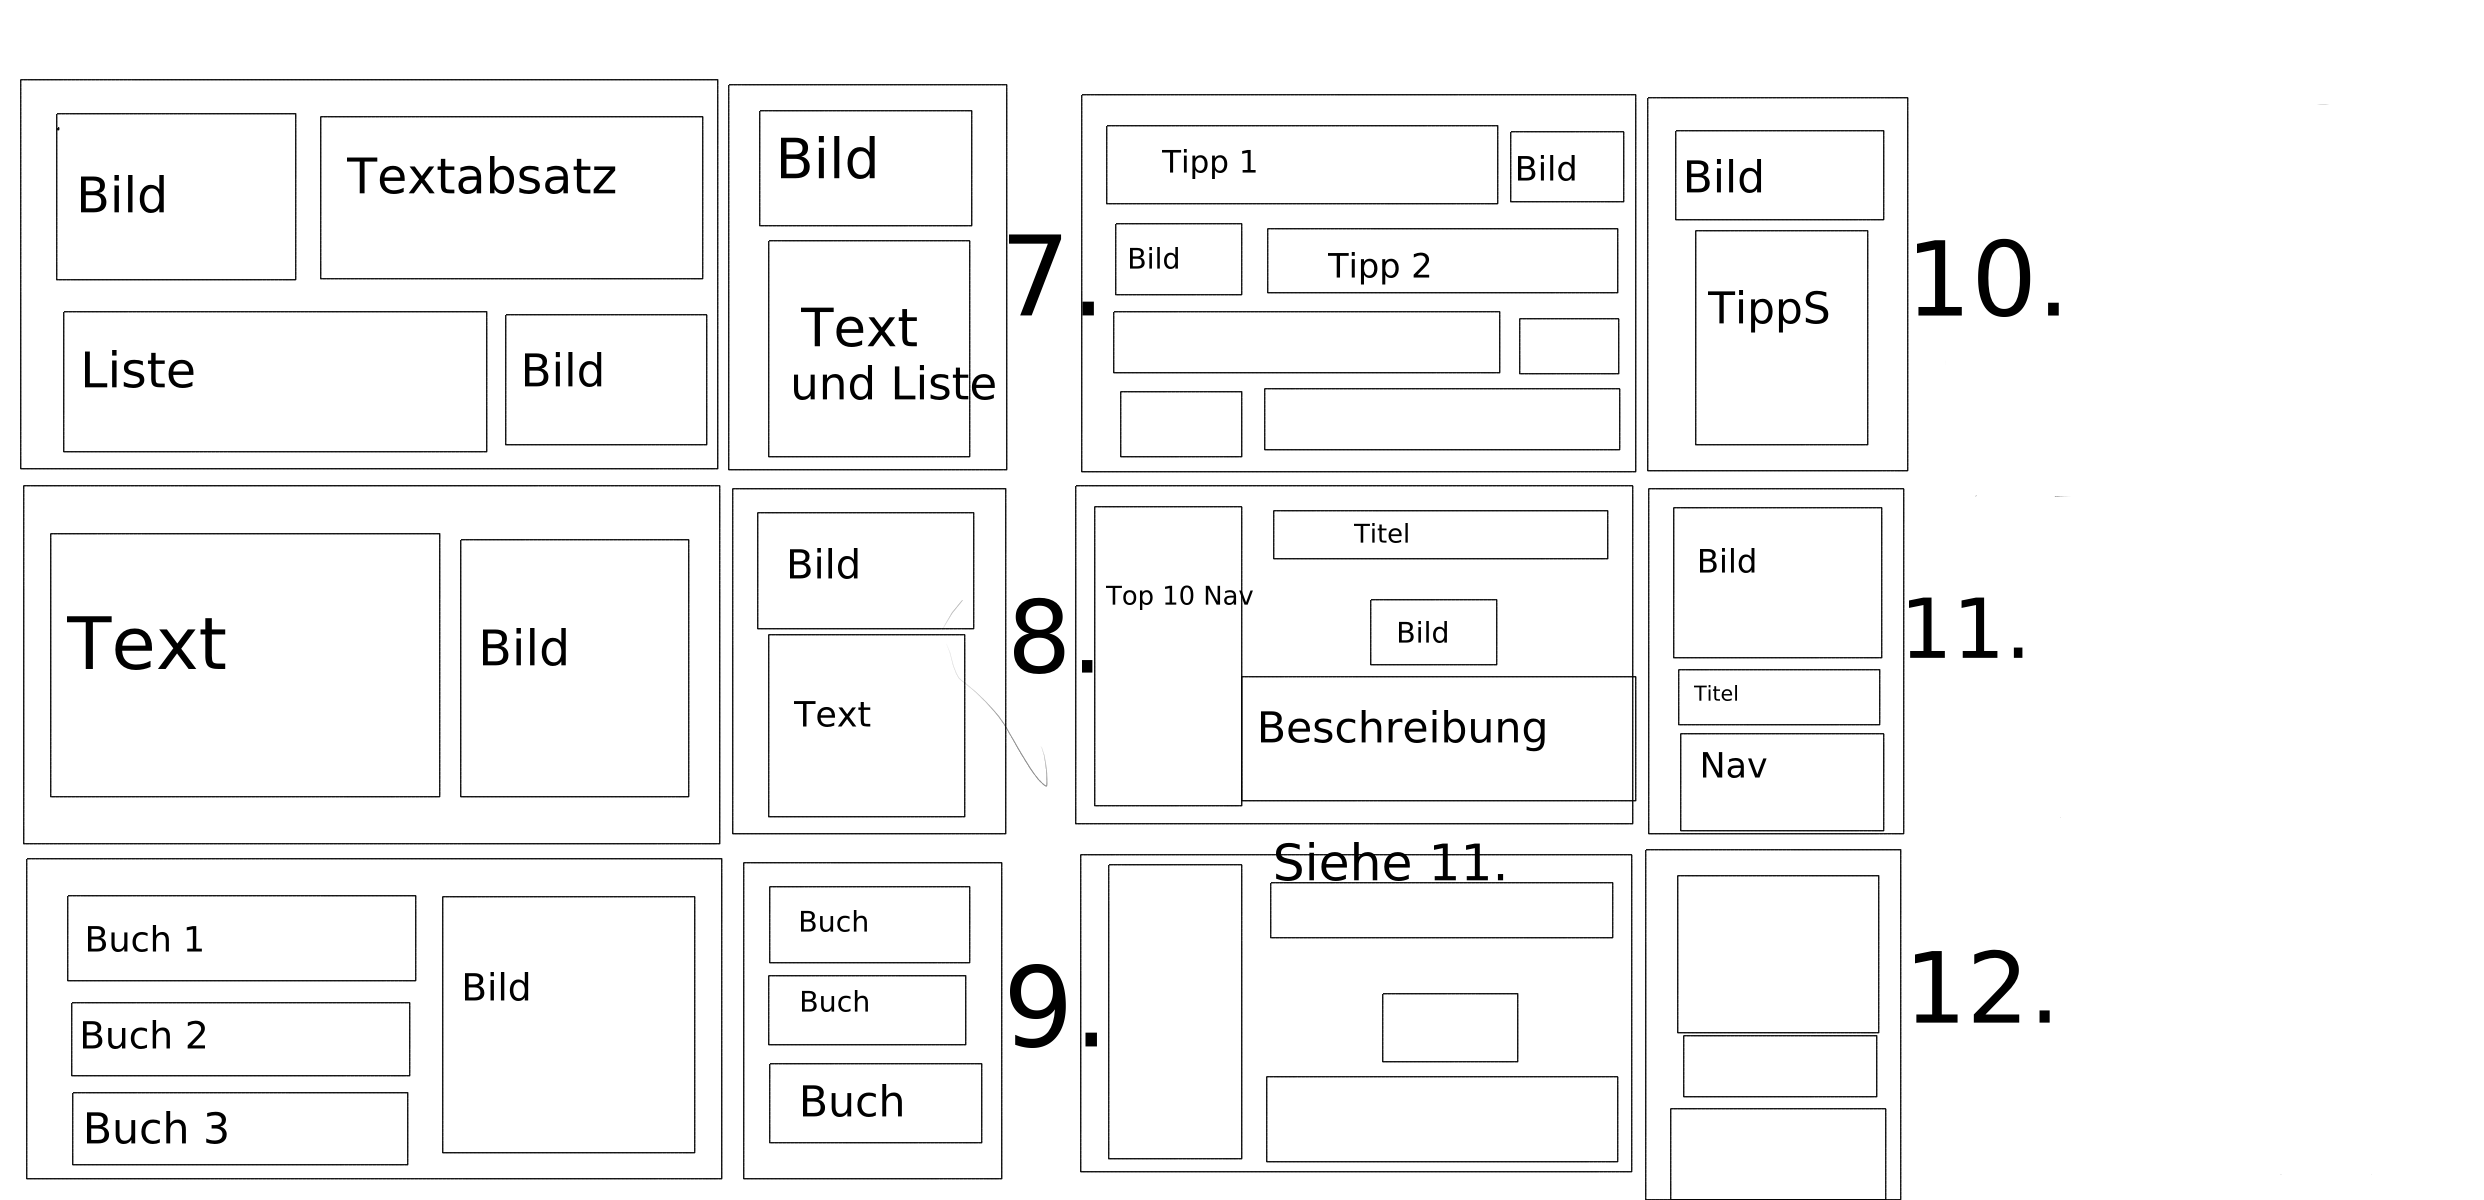 Bild
Textabsatz
Liste
Bild
Bild
Text
und Liste
7.
Tipp 1
Bild
Bild
Tipp 2
Bild
TippS
10.
Text
Bild
Bild
Text
8.
Top 10 Nav
Titel
Bild
Beschreibung
Bild
Titel
Nav
11.
Buch 1
Buch 2
Buch 3
Bild
Buch
Buch
Buch
9.
Siehe 11.
12.